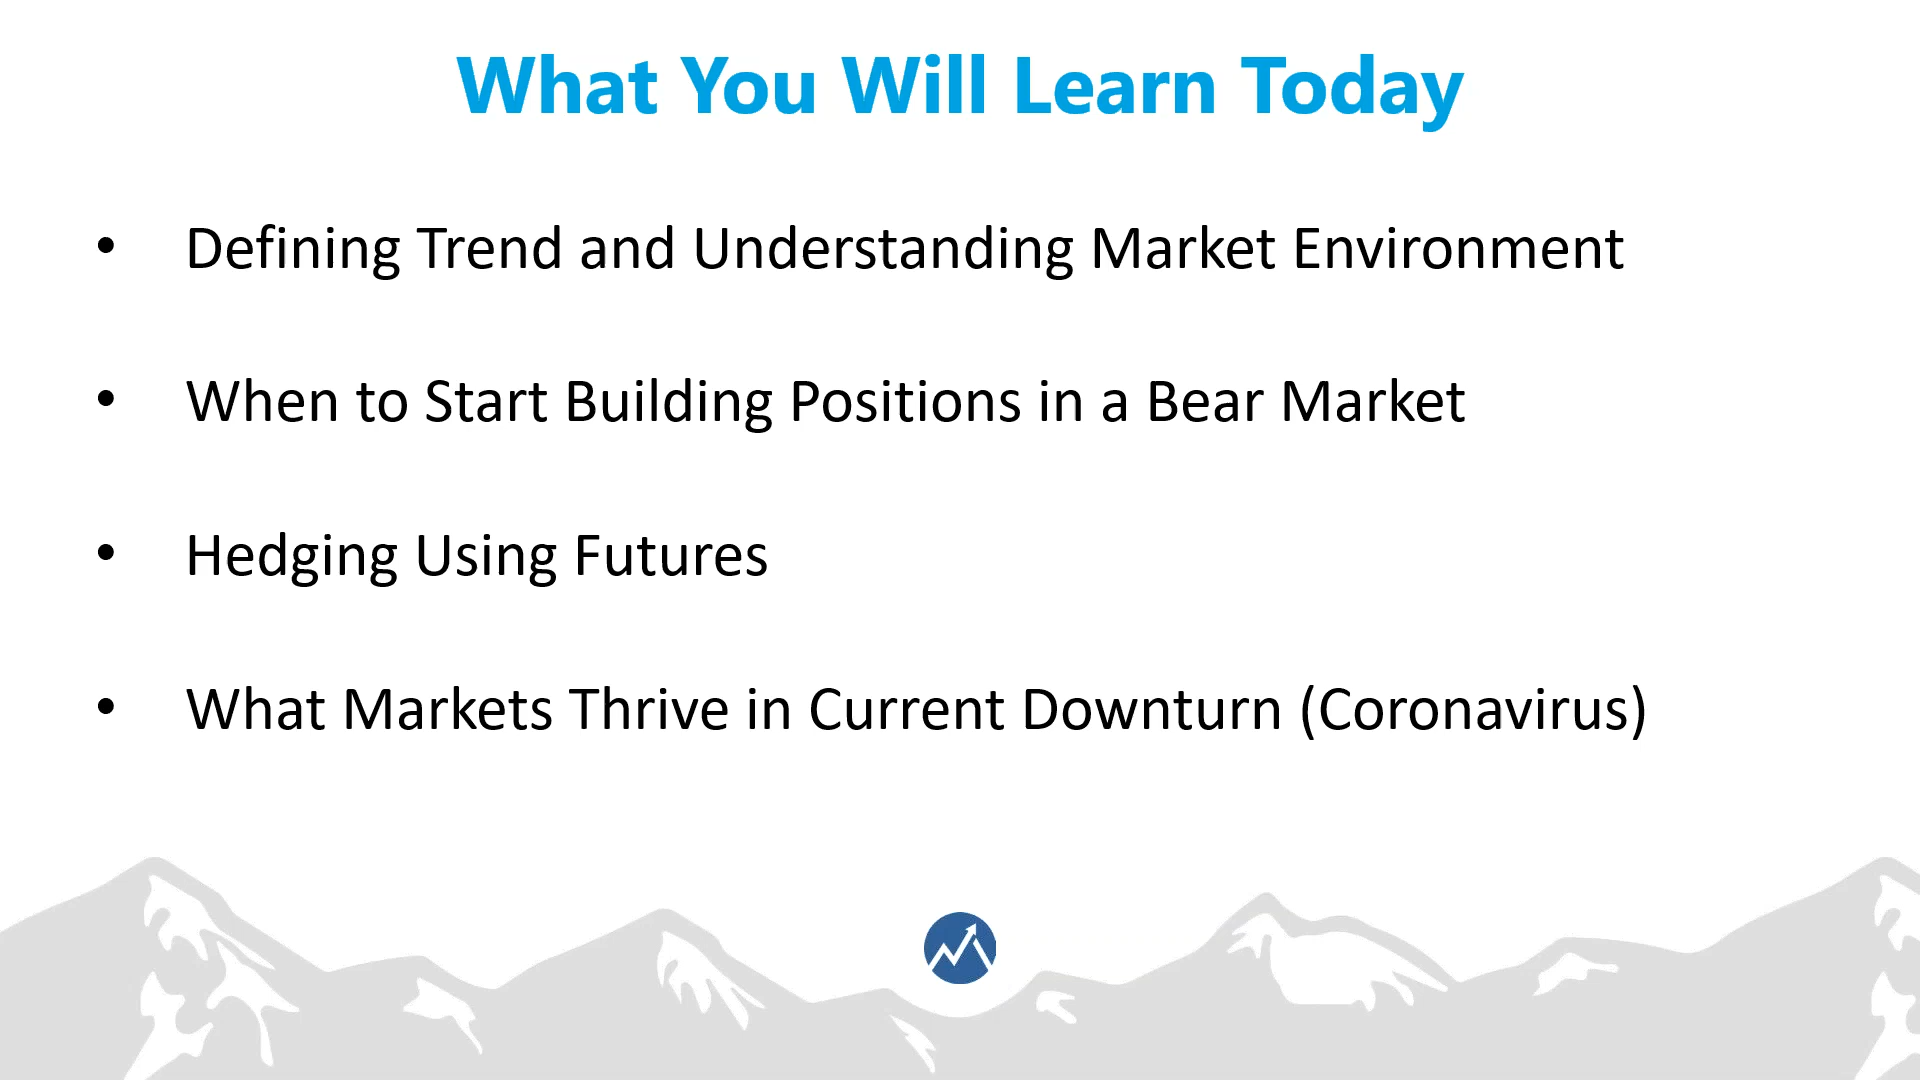 What You Will Learn Today
• Defining Trend and Understanding Market Environment
• When to Start Building Positions in a Bear Market
• Hedging Using Futures
• What Markets Thrive in Current Downturn (Coronavirus)